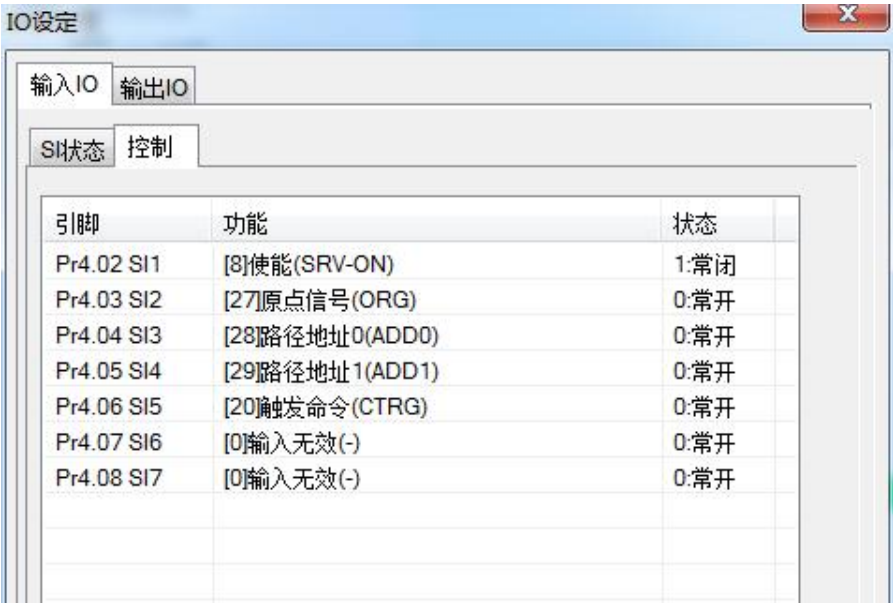 IO设定
输入IO 输出IO
SI状态 控制
引脚 功能 状态
Pr4.02 SI1 [8]使能(SRV-ON) 1:常闭
Pr4.03 SI2 [27]原点信号(ORG) 0:常开
Pr4.04 SI3 [28]路径地址0(ADD0) 0:常开
Pr4.05 SI4 [29]路径地址1(ADD1) 0:常开
Pr4.06 SI5 [20]触发命令(CTRG) 0:常开
Pr4.07 SI6 [0]输入无效(-) 0:常开
Pr4.08 SI7 [0]输入无效(-) 0:常开